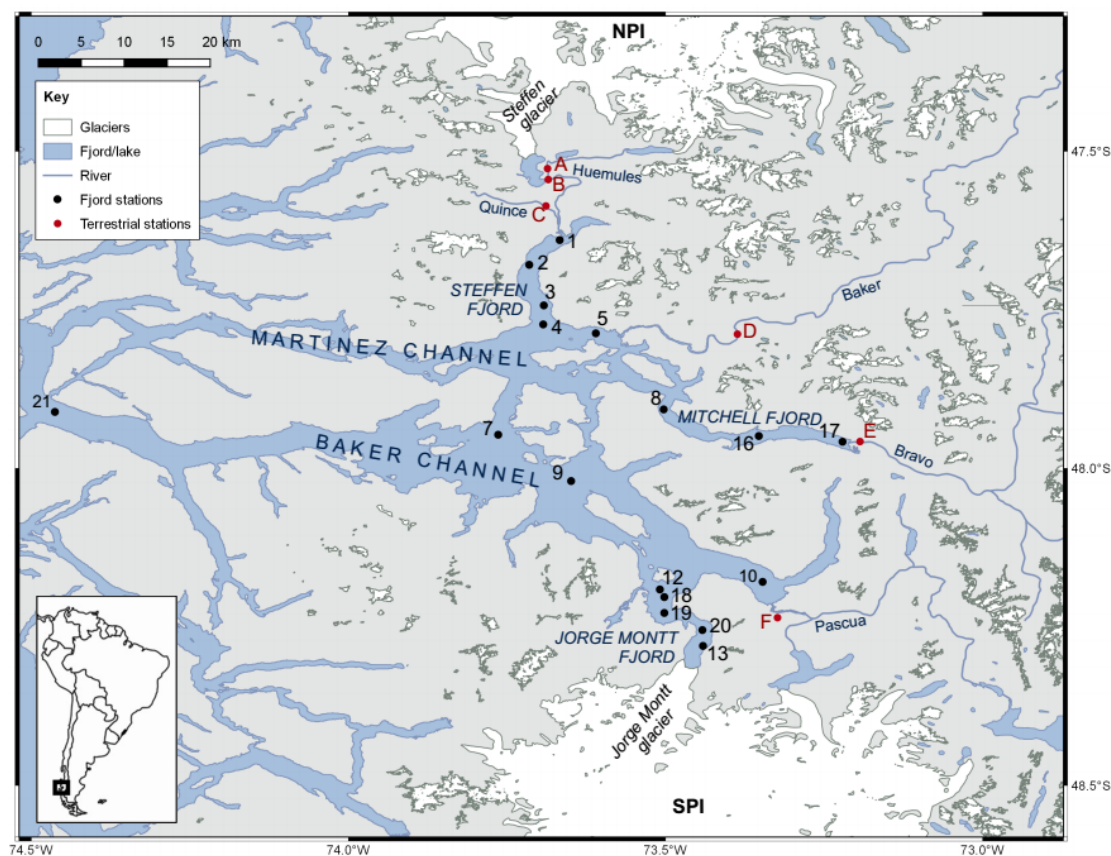 NPI
0 5 10 15 20 km
Key
Glaciers
Fjord/lake
River
Fjord stations
Terrestrial stations
Steffen
glacier
47.5°S
A
Huemules
B
Quince
C
1
2
Baker
STEFFEN
FJORD
3
4
5
D
MARTINEZ CHANNEL
21
8
MITCHELL FJORD
7
16
17
E
Bravo
BAKER CHANNEL
9
48.0°S
12
10
18
19
F
Pascua
20
JORGE MONTT
FJORD
13
Jorge Montt
glacier
48.5°S
SPI
74.5°W
74.0°W
73.5°W
73.0°W